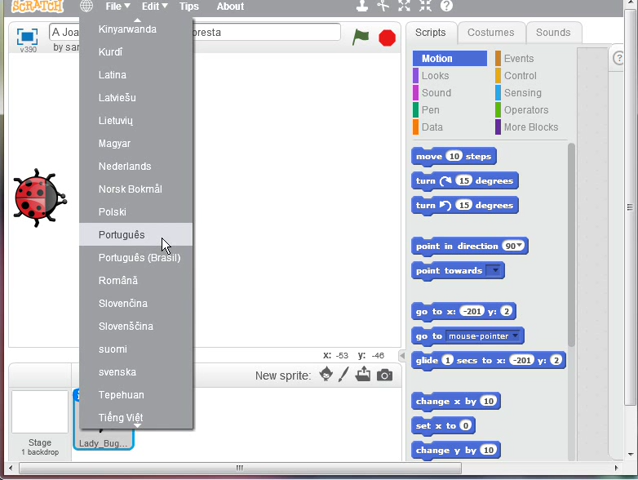 SCRATCH
File
Edit
Tips
About
v390
A Joa
oresta
by sar
Kinyarwanda
Kurdî
Latina
Latviešu
Lietuvių
Magyar
Nederlands
Norsk Bokmål
Polski
Português
Português (Brasil)
Română
Slovenčina
Slovenščina
suomi
svenska
Tepehuan
Tiếng Việt
x: -53 y: -46
New sprite:
Stage
1 backdrop
Lady_Bug...
Scripts
Costumes
Sounds
Motion
Events
Looks
Control
Sound
Sensing
Pen
Operators
Data
More Blocks
move 10 steps
turn 15 degrees
turn 15 degrees
point in direction 90
point towards
go to x: -201 y: 2
go to mouse-pointer
glide 1 secs to x: -201 y: 2
change x by 10
set x to 0
change y by 10